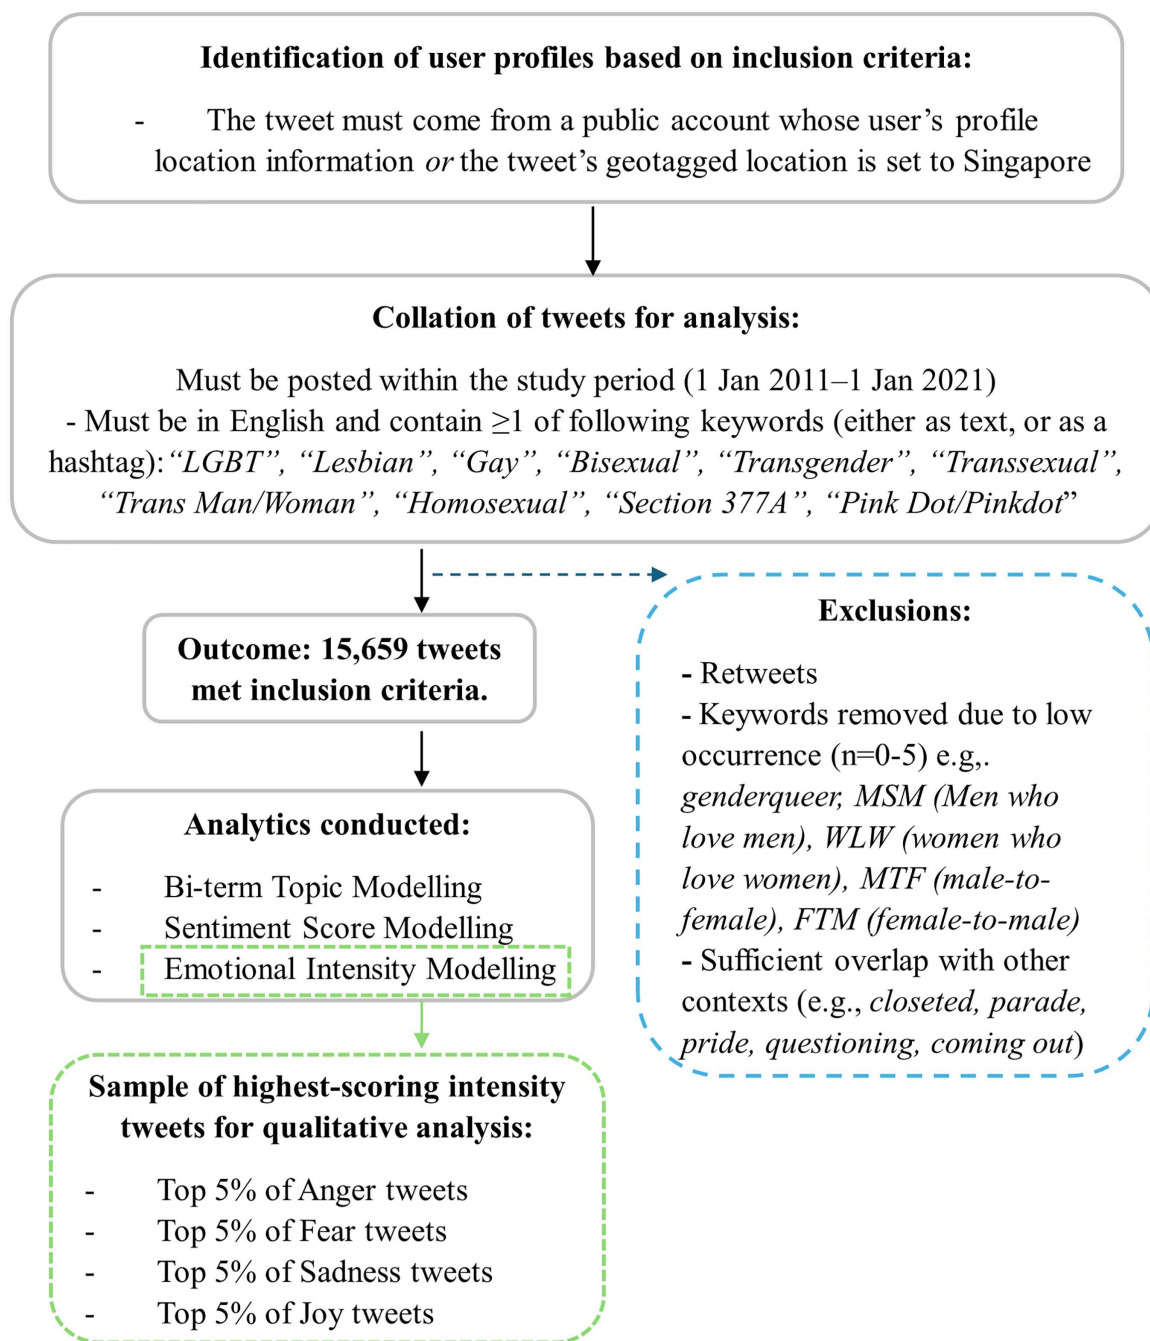 Identification of user profiles based on inclusion criteria:
- The tweet must come from a public account whose user’s profile
location information or the tweet’s geotagged location is set to Singapore
Collation of tweets for analysis:
Must be posted within the study period (1 Jan 2011–1 Jan 2021)
- Must be in English and contain ≥1 of following keywords (either as text, or as a
hashtag): “LGBT”, “Lesbian”, “Gay”, “Bisexual”, “Transgender”, “Transsexual”,
“Trans Man/Woman”, “Homosexual”, “Section 377A”, “Pink Dot/Pinkdot”
Outcome: 15,659 tweets
met inclusion criteria.
Exclusions:
- Retweets
- Keywords removed due to low
occurrence (n=0-5) e.g,.
genderqueer, MSM (Men who
love men), WLW (women who
love women), MTF (male-to-
female), FTM (female-to-male)
- Sufficient overlap with other
contexts (e.g., closeted, parade,
pride, questioning, coming out)
Analytics conducted:
- Bi-term Topic Modelling
- Sentiment Score Modelling
- Emotional Intensity Modelling
Sample of highest-scoring intensity
tweets for qualitative analysis:
- Top 5% of Anger tweets
- Top 5% of Fear tweets
- Top 5% of Sadness tweets
- Top 5% of Joy tweets